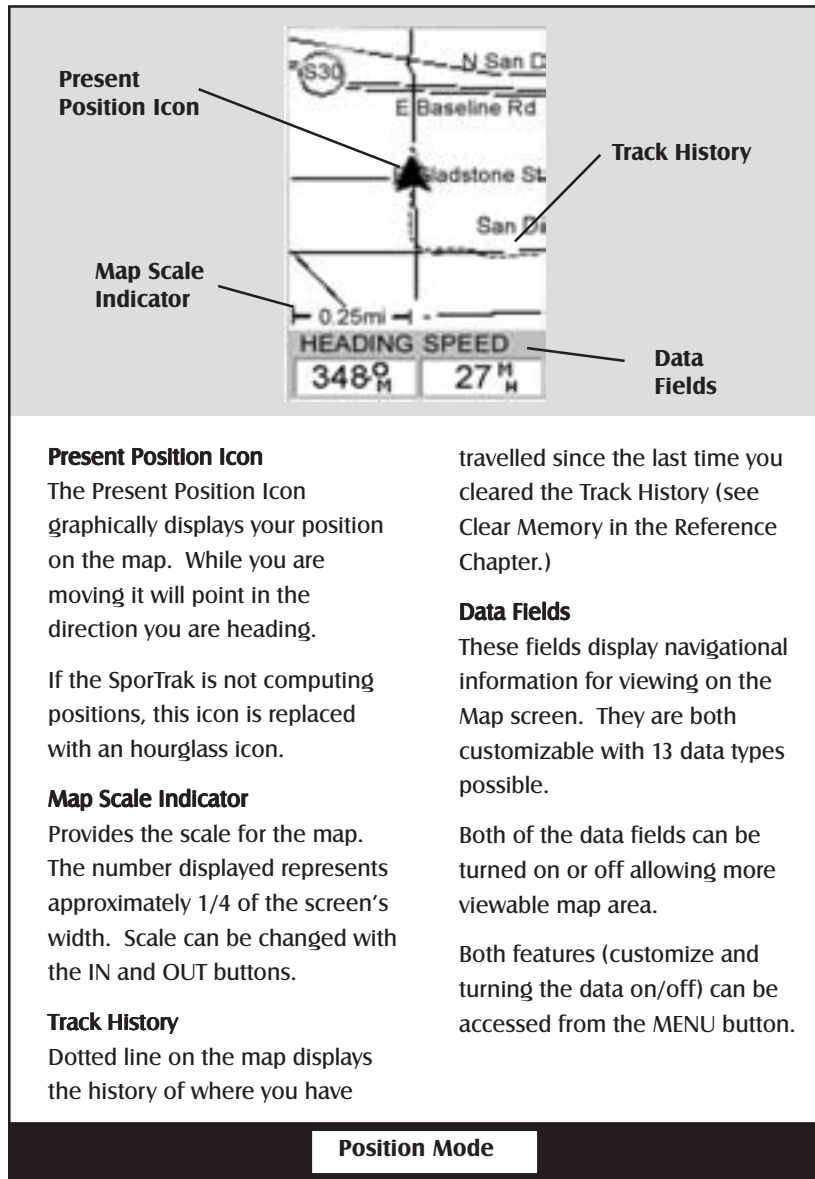 Present
Position Icon
Map Scale
Indicator
S30
N San D
E Baseline Rd
Gladstone St
San Di
0.25mi
HEADING SPEED
348°M
27 MH
Track History
Data
Fields
Present Position Icon
The Present Position Icon
graphically displays your position
on the map. While you are
moving it will point in the
direction you are heading.
If the SporTrak is not computing
positions, this icon is replaced
with an hourglass icon.
Map Scale Indicator
Provides the scale for the map.
The number displayed represents
approximately 1/4 of the screen's
width. Scale can be changed with
the IN and OUT buttons.
Track History
Dotted line on the map displays
the history of where you have
travelled since the last time you
cleared the Track History (see
Clear Memory in the Reference
Chapter.)
Data Fields
These fields display navigational
information for viewing on the
Map screen. They are both
customizable with 13 data types
possible.
Both of the data fields can be
turned on or off allowing more
viewable map area.
Both features (customize and
turning the data on/off) can be
accessed from the MENU button.
Position Mode